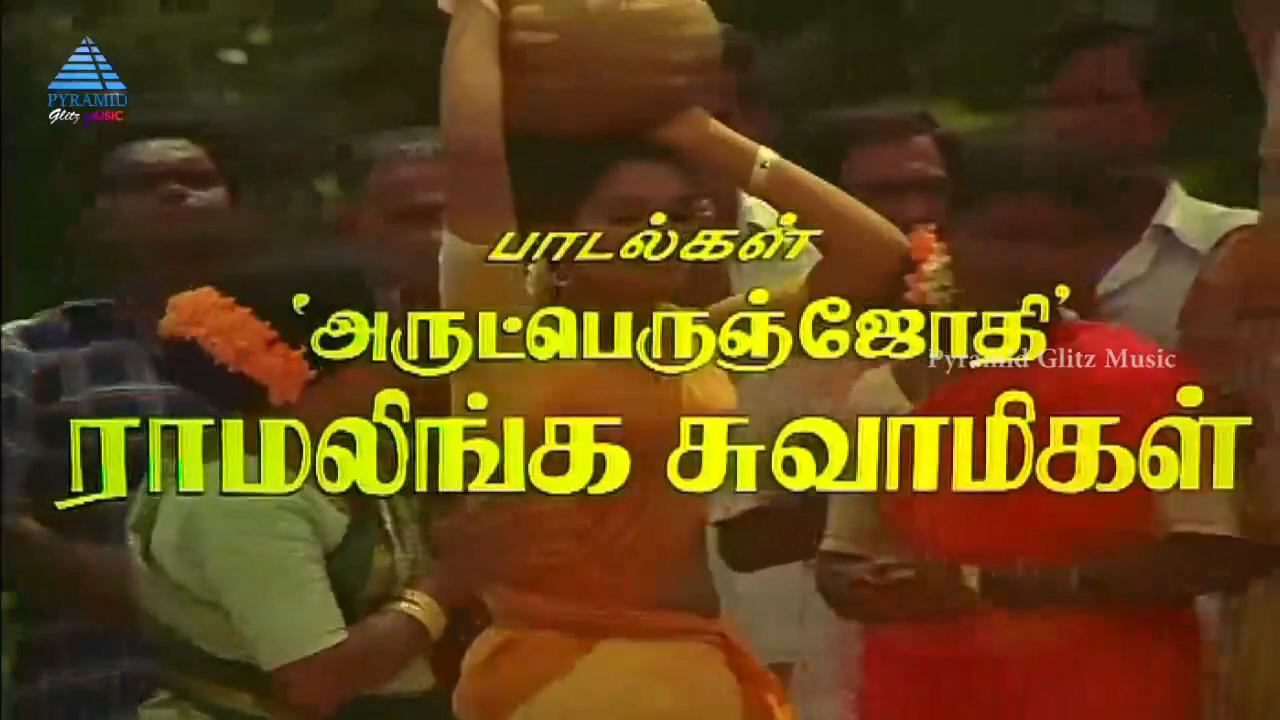 PYRAMID
Glitz MUSIC
பாடல்கள்
'அருட்பெருஞ்ஜோதி'
Pyramid Glitz Music
ராமலிங்க சுவாமிகள்